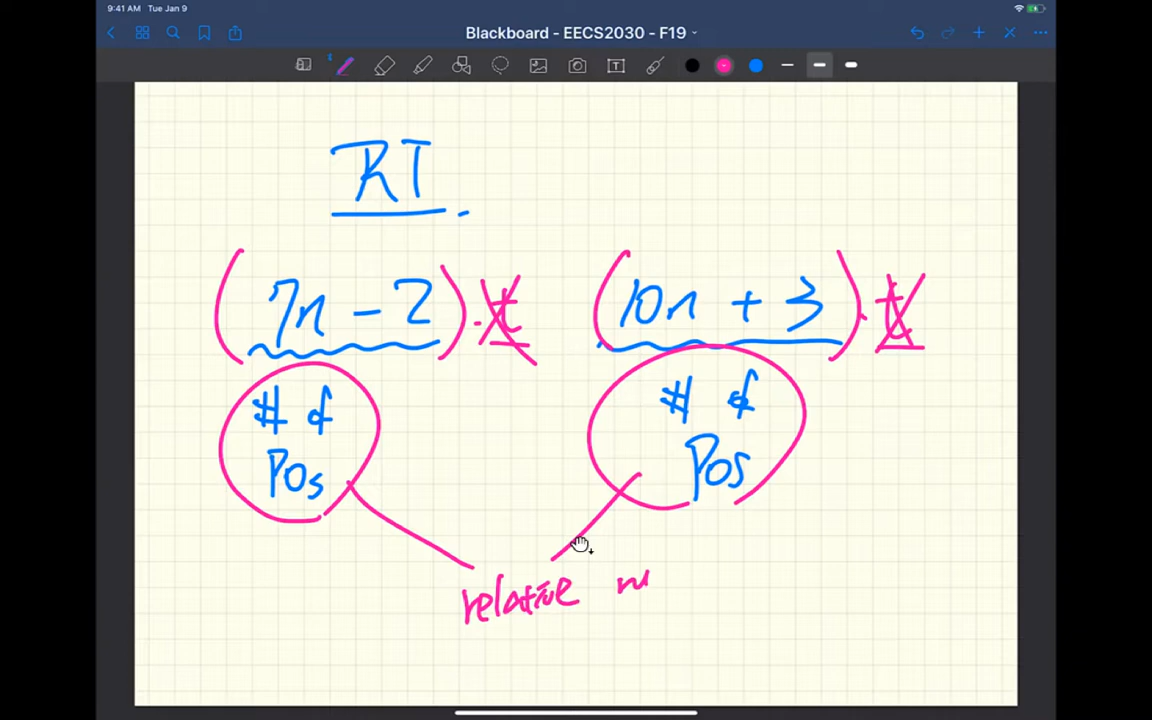 9:41 AM Tue Jan 9
Blackboard - EECS2030 - F19
RT
(7n - 2) · t (10n + 3) · t
# of # of
POs POs
relative